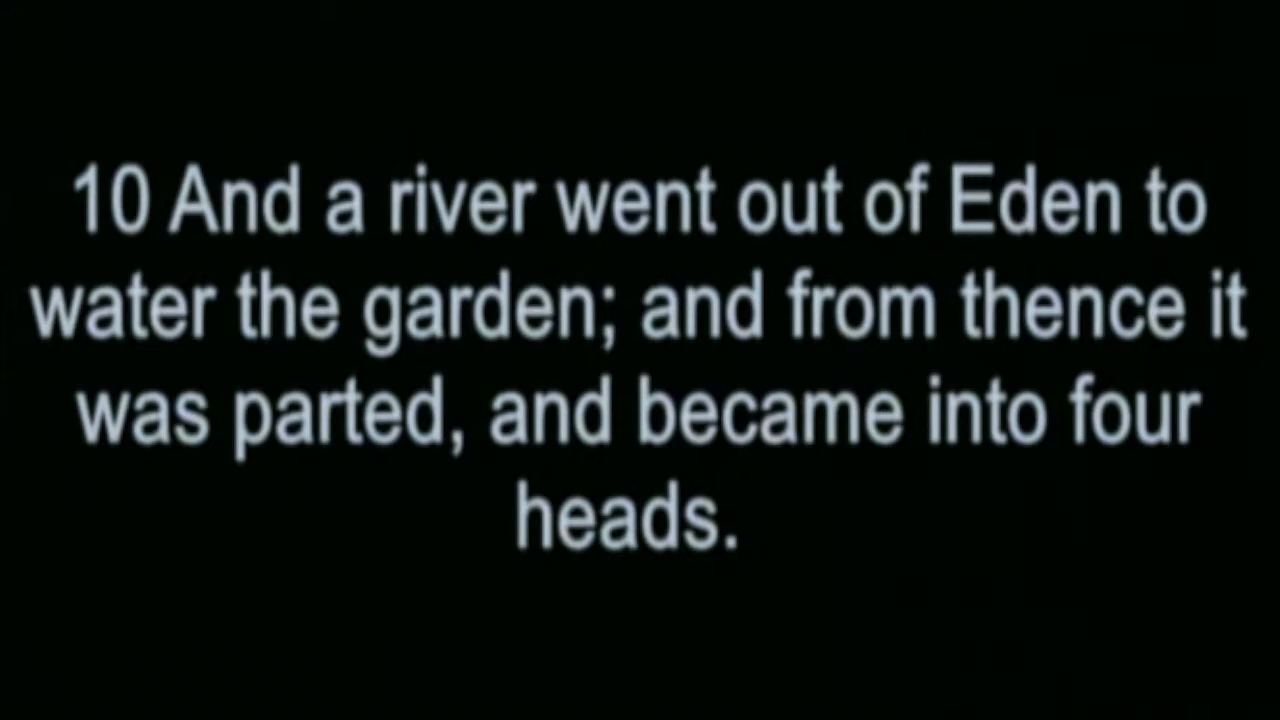 10 And a river went out of Eden to
water the garden; and from thence it
was parted, and became into four
heads.